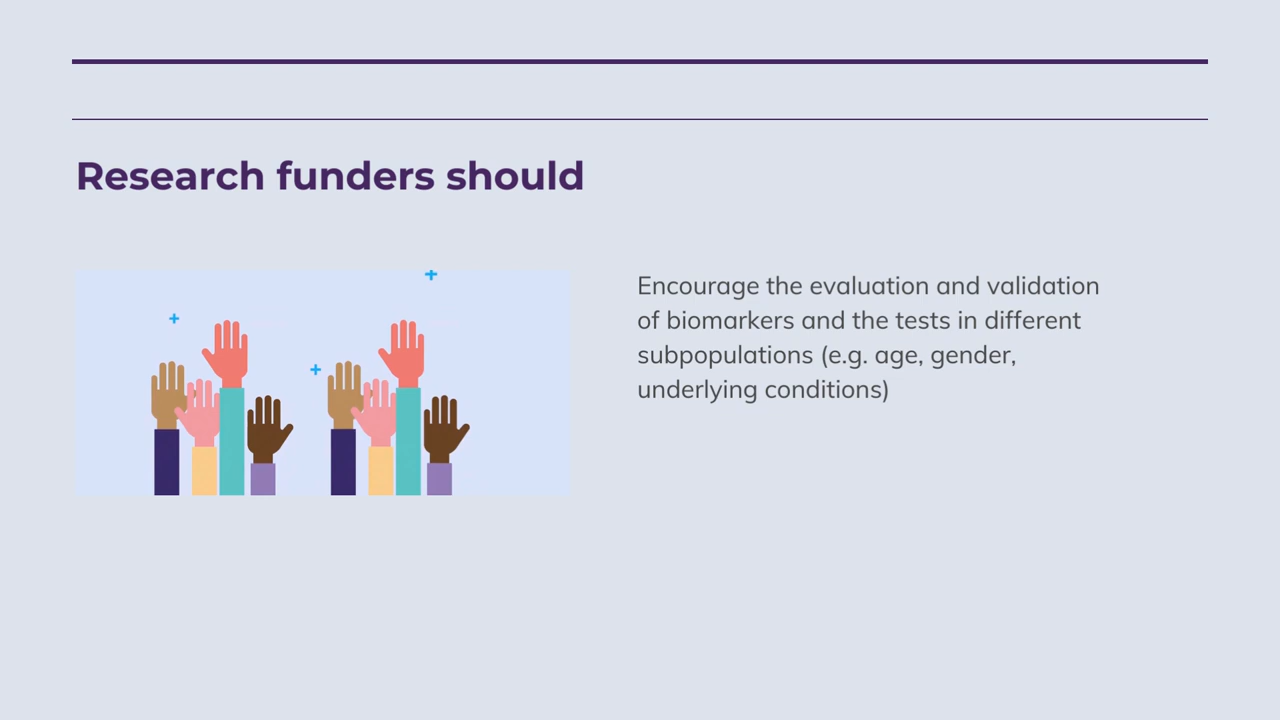 Research funders should
Encourage the evaluation and validation
of biomarkers and the tests in different
subpopulations (e.g. age, gender,
underlying conditions)